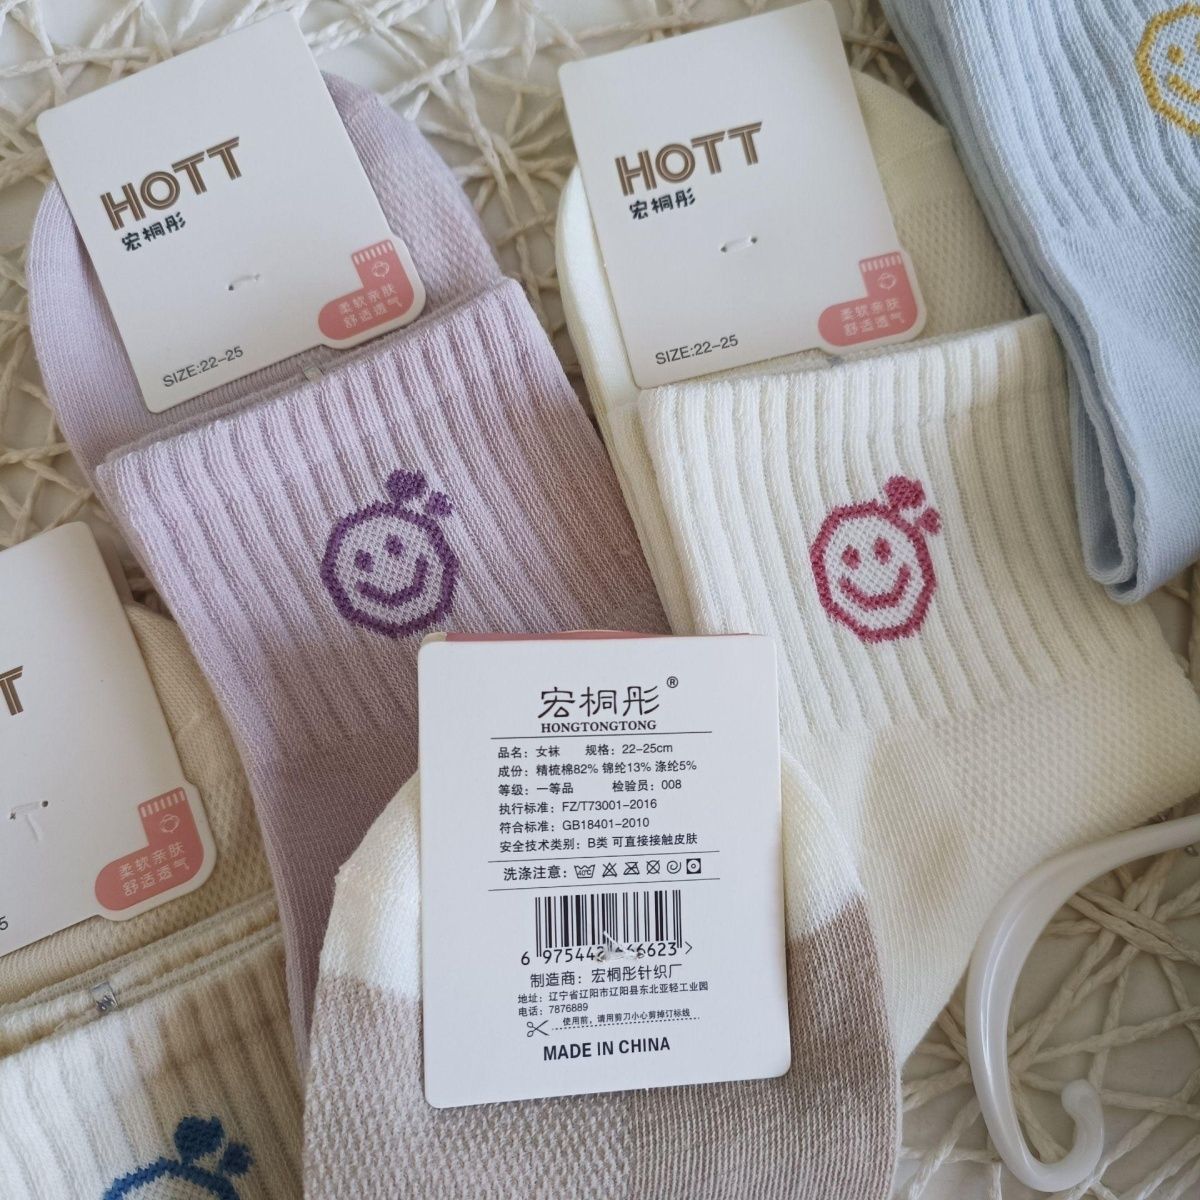 HOTT
宏桐彤
柔软亲肤
舒适透气
SIZE:22-25
HOTT
宏桐彤
柔软亲肤
舒适透气
SIZE:22-25
柔软亲肤
舒适透气
宏桐彤®
HONGTONGTONG
品名：女袜 规格：22-25cm
成份：精梳棉82% 锦纶13% 涤纶5%
等级：一等品 检验员：008
执行标准：FZ/T73001-2016
符合标准：GB18401-2010
安全技术类别：B类 可直接接触皮肤
洗涤注意：
制造商：宏桐彤针织厂
地址：辽宁省辽阳市辽阳县东北亚轻工业园
电话：7876889
使用前，请用剪刀小心剪掉订标线
MADE IN CHINA